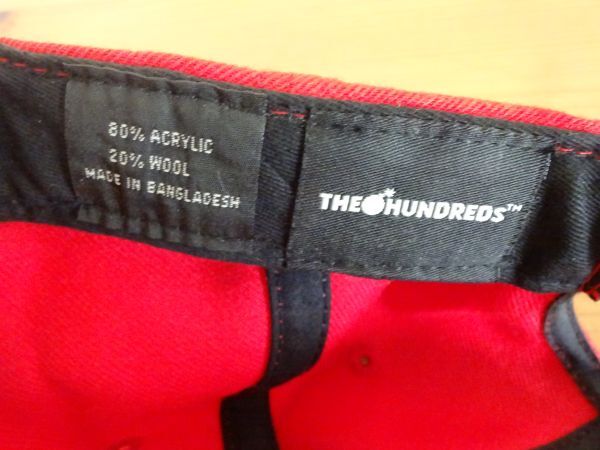 80% ACRYLIC
20% WOOL
MADE IN BANGLADESH
THE HUNDREDS™